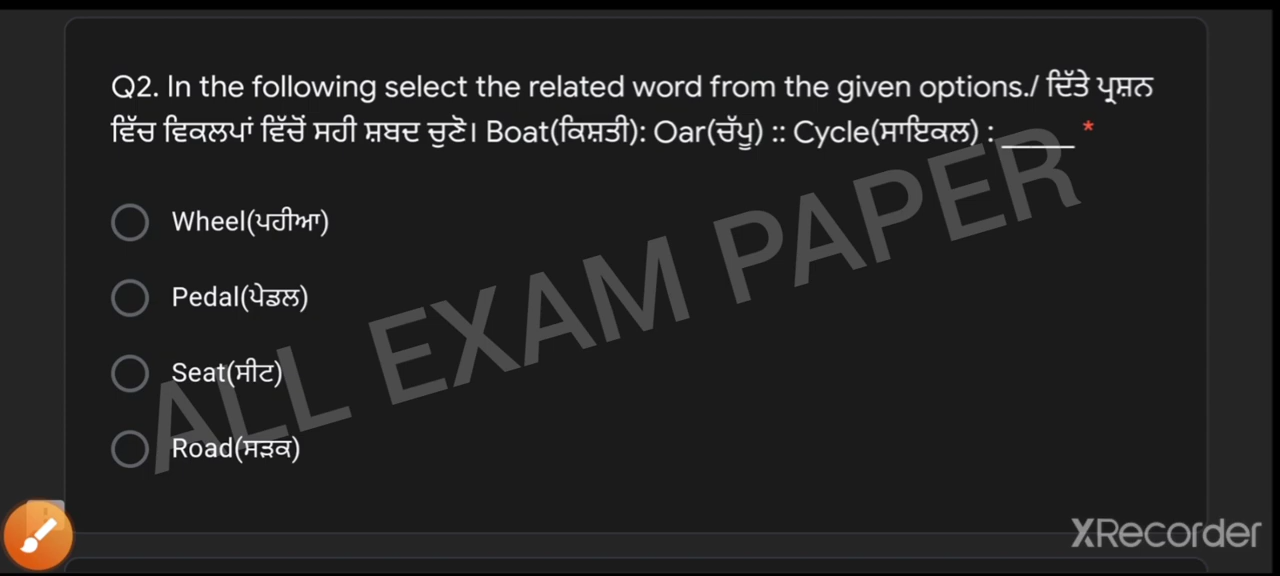 Q2. In the following select the related word from the given options./ ਦਿੱਤੇ ਪ੍ਰਸ਼ਨ
ਵਿੱਚ ਵਿਕਲਪਾਂ ਵਿੱਚੋਂ ਸਹੀ ਸ਼ਬਦ ਚੁਣੋ। Boat(ਕਿਸ਼ਤੀ): Oar(ਚੱਪੂ) :: Cycle(ਸਾਇਕਲ) : ______ *
Wheel(ਪਹੀਆ)
Pedal(ਪੇਡਲ)
Seat(ਸੀਟ)
Road(ਸੜਕ)
ALL EXAM PAPER
XRecorder